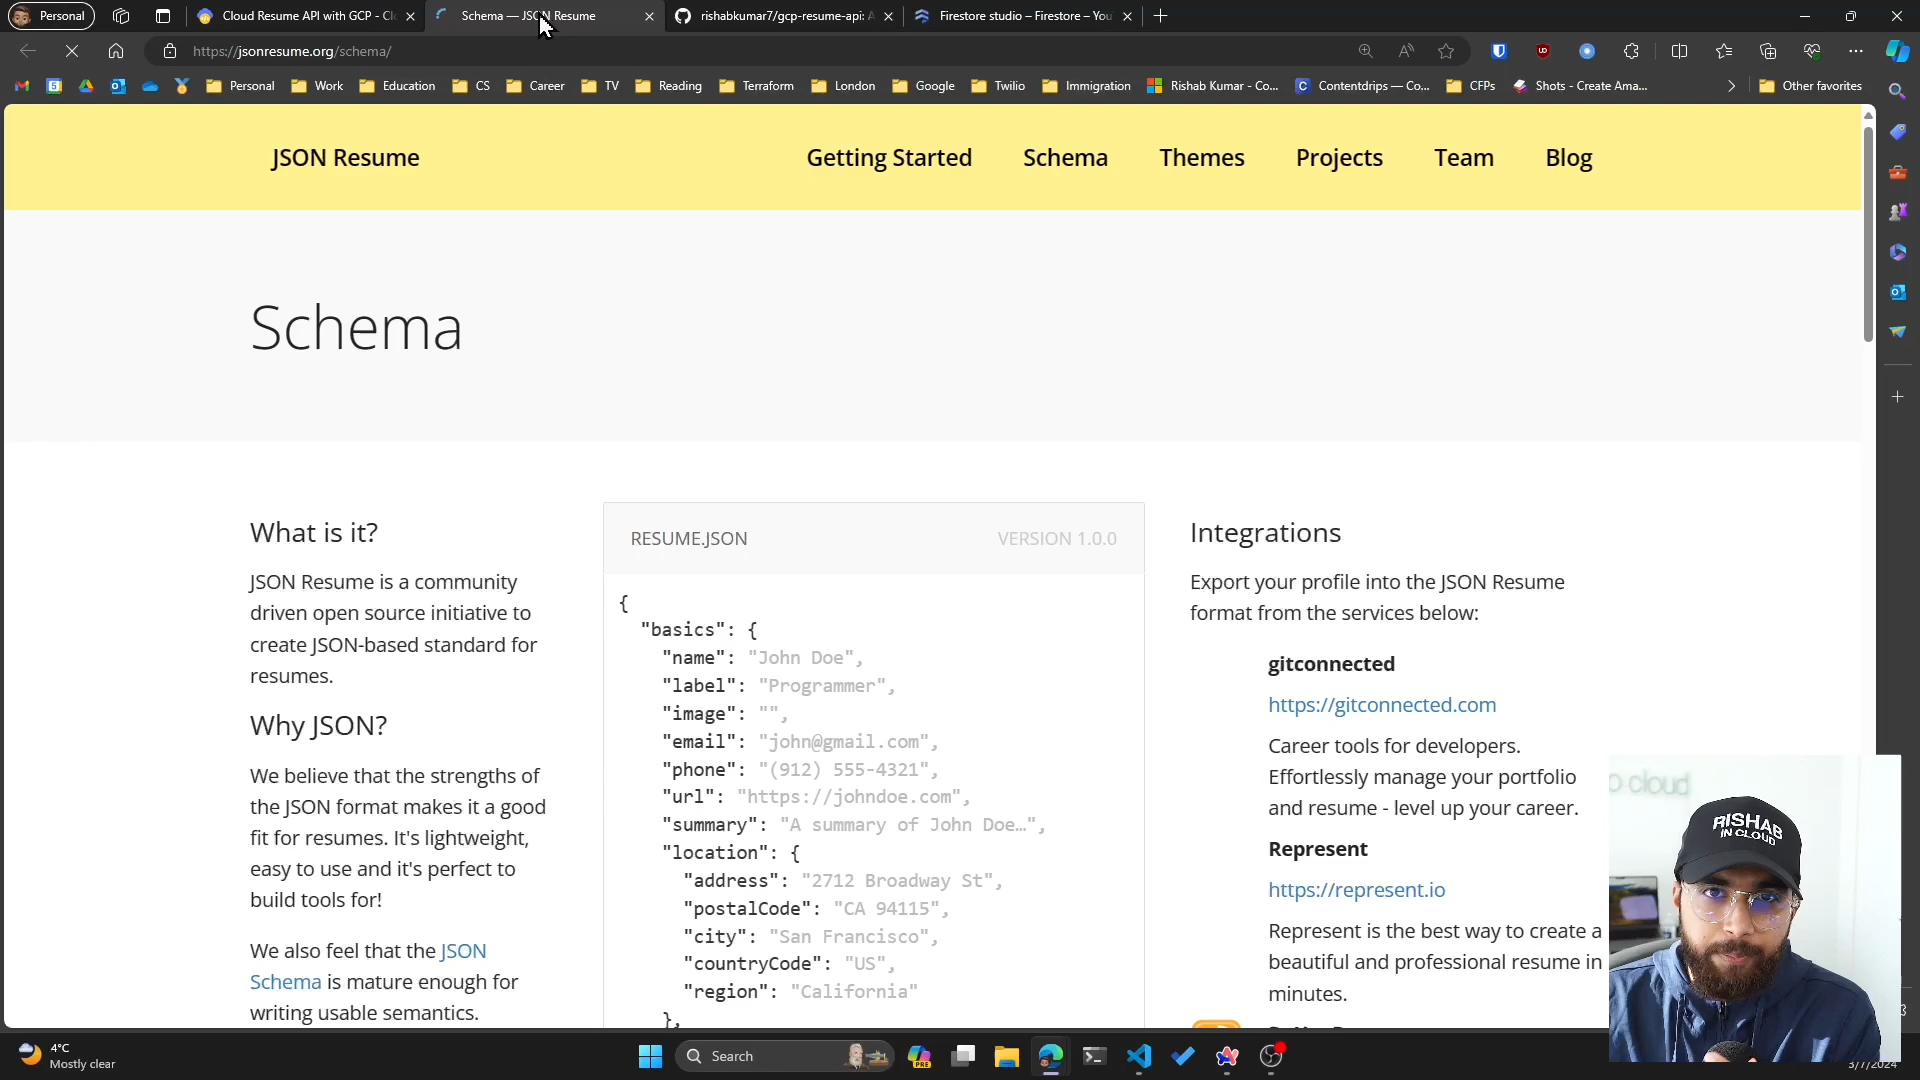 Personal
Cloud Resume API with GCP - Cl
Schema — JSON Resume
rishabkumar7/gcp-resume-api: A
Firestore studio – Firestore – You
https://jsonresume.org/schema/
Personal
Work
Education
CS
Career
TV
Reading
Terraform
London
Google
Twilio
Immigration
Rishab Kumar - Co...
Contentdrips — Co...
CFPs
Shots - Create Ama...
Other favorites
JSON Resume
Getting Started
Schema
Themes
Projects
Team
Blog
Schema
What is it?
JSON Resume is a community
driven open source initiative to
create JSON-based standard for
resumes.
Why JSON?
We believe that the strengths of
the JSON format makes it a good
fit for resumes. It's lightweight,
easy to use and it's perfect to
build tools for!
We also feel that the JSON
Schema is mature enough for
writing usable semantics.
RESUME.JSON
VERSION 1.0.0
{
"basics": {
"name": "John Doe",
"label": "Programmer",
"image": "",
"email": "john@gmail.com",
"phone": "(912) 555-4321",
"url": "https://johndoe.com",
"summary": "A summary of John Doe…",
"location": {
"address": "2712 Broadway St",
"postalCode": "CA 94115",
"city": "San Francisco",
"countryCode": "US",
"region": "California"
},
Integrations
Export your profile into the JSON Resume
format from the services below:
gitconnected
https://gitconnected.com
Career tools for developers.
Effortlessly manage your portfolio
and resume - level up your career.
Represent
https://represent.io
Represent is the best way to create a
beautiful and professional resume in
minutes.
o cloud
RISHAB
IN CLOUD
4°C
Mostly clear
Search
PRE
3/7/2024